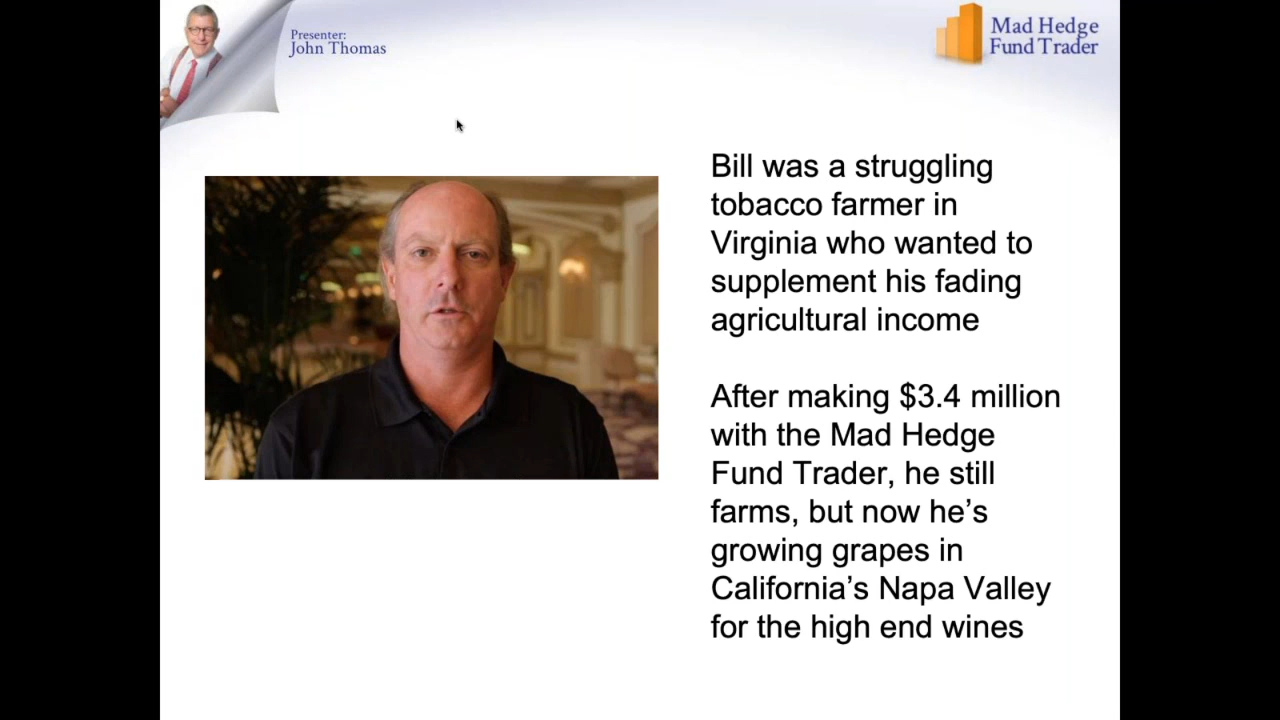 Presenter:
John Thomas
Mad Hedge
Fund Trader
Bill was a struggling
tobacco farmer in
Virginia who wanted to
supplement his fading
agricultural income
After making $3.4 million
with the Mad Hedge
Fund Trader, he still
farms, but now he’s
growing grapes in
California’s Napa Valley
for the high end wines